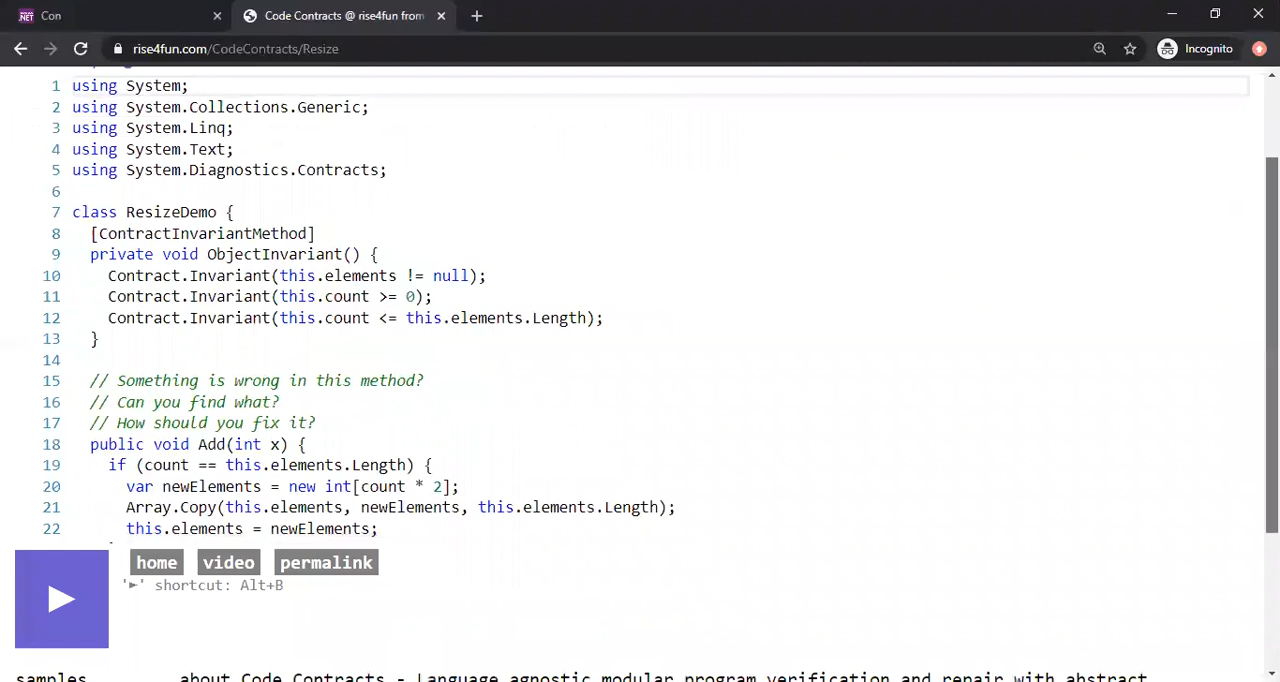 Con
Code Contracts @ rise4fun from
rise4fun.com/CodeContracts/Resize
Incognito
1 using System;
2 using System.Collections.Generic;
3 using System.Linq;
4 using System.Text;
5 using System.Diagnostics.Contracts;
6
7 class ResizeDemo {
8 [ContractInvariantMethod]
9 private void ObjectInvariant() {
10 Contract.Invariant(this.elements != null);
11 Contract.Invariant(this.count >= 0);
12 Contract.Invariant(this.count <= this.elements.Length);
13 }
14
15 // Something is wrong in this method?
16 // Can you find what?
17 // How should you fix it?
18 public void Add(int x) {
19 if (count == this.elements.Length) {
20 var newElements = new int[count * 2];
21 Array.Copy(this.elements, newElements, this.elements.Length);
22 this.elements = newElements;
home video permalink
'►' shortcut: Alt+B
samples about Code Contracts - Language agnostic modular program verification and repair with abstract